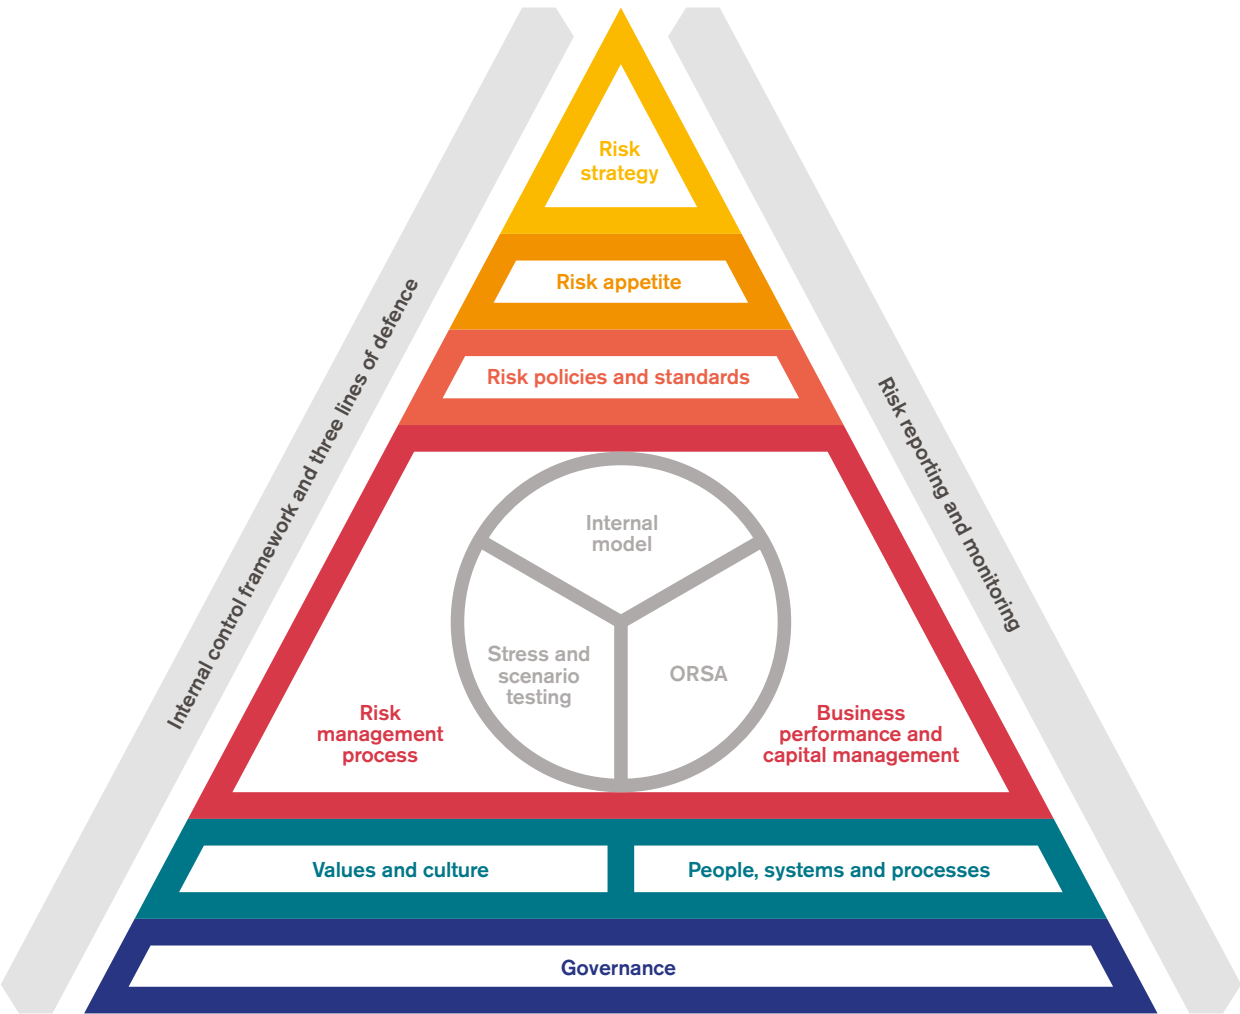 Risk
strategy
Risk appetite
Risk policies and standards
Internal control framework and three lines of defence
Risk reporting and monitoring
Internal
model
Stress and
scenario
testing
ORSA
Risk
management
process
Business
performance and
capital management
Values and culture
People, systems and processes
Governance